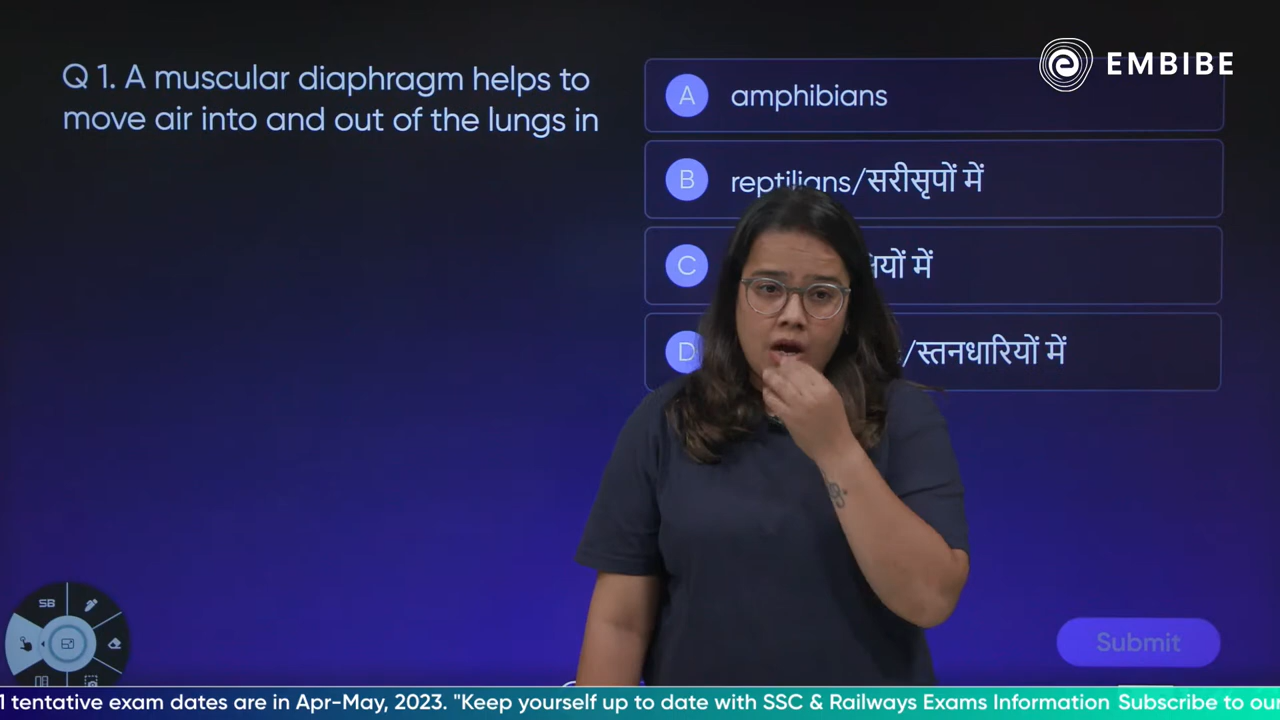 EMBIBE
Q 1. A muscular diaphragm helps to
move air into and out of the lungs in
A amphibians
B reptilians/सरीसृपों में
C
में
D /स्तनधारियों में
SB
Submit
1 tentative exam dates are in Apr-May, 2023. "Keep yourself up to date with SSC & Railways Exams Information Subscribe to our